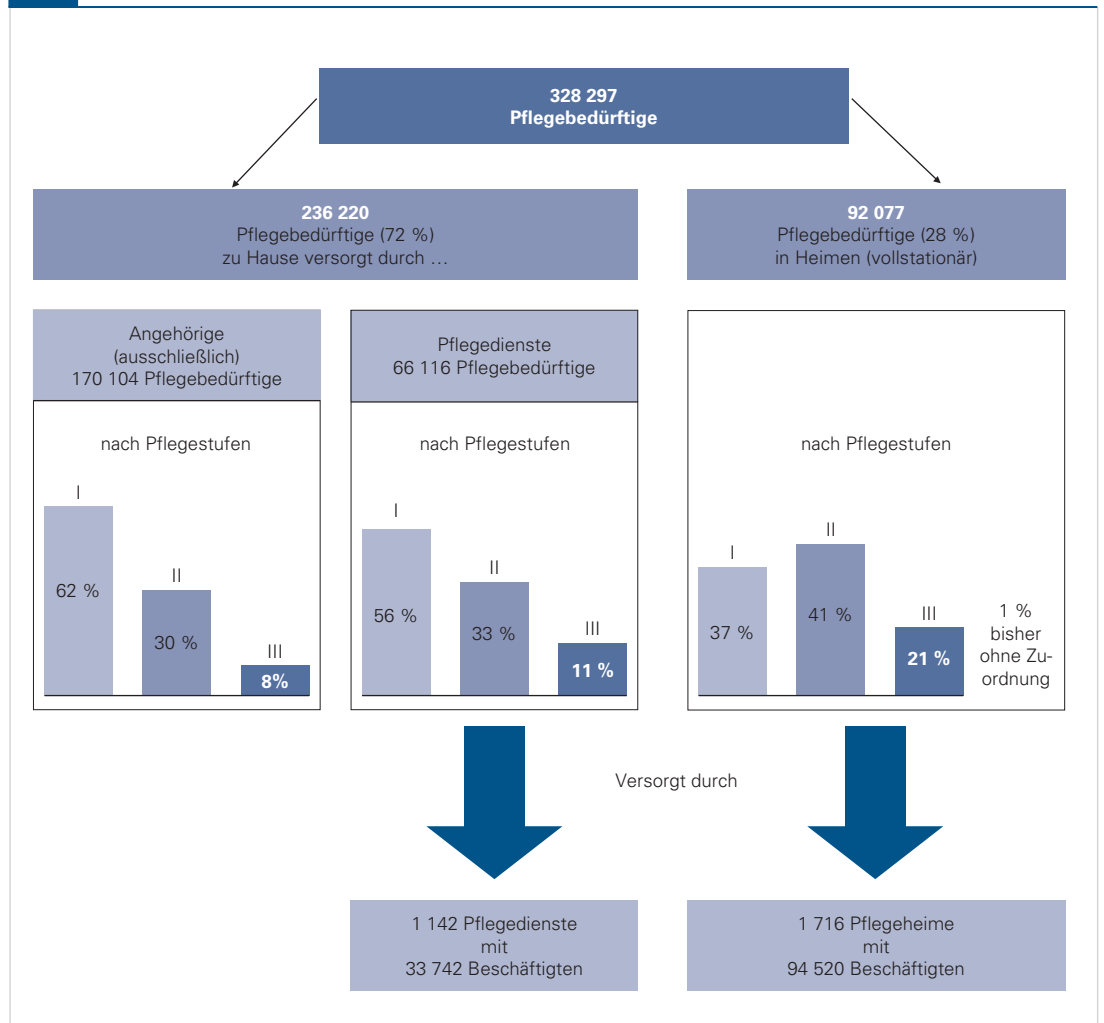 328 297
Pflegebedürftige
236 220
Pflegebedürftige (72 %)
zu Hause versorgt durch …
92 077
Pflegebedürftige (28 %)
in Heimen (vollstationär)
Angehörige
(ausschließlich)
170 104 Pflegebedürftige
nach Pflegestufen
I
62 %
II
30 %
III
8%
Pflegedienste
66 116 Pflegebedürftige
nach Pflegestufen
I
56 %
II
33 %
III
11 %
nach Pflegestufen
I
37 %
II
41 %
III
21 %
1 %
bisher
ohne Zu-
ordnung
Versorgt durch
1 142 Pflegedienste
mit
33 742 Beschäftigten
1 716 Pflegeheime
mit
94 520 Beschäftigten